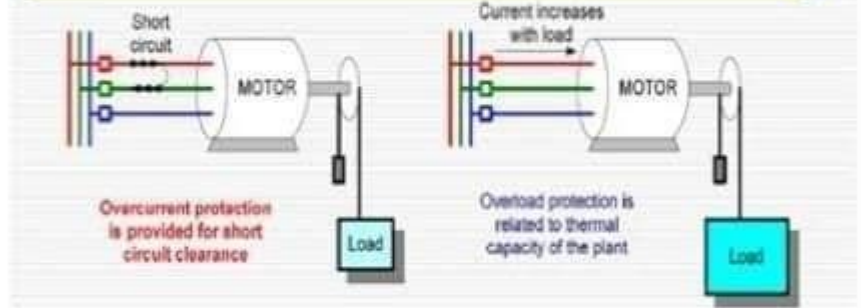 Short
circuit
MOTOR
Overcurrent protection
is provided for short
circuit clearance
Load
Current increases
with load
MOTOR
Overload protection is
related to thermal
capacity of the plant
Load